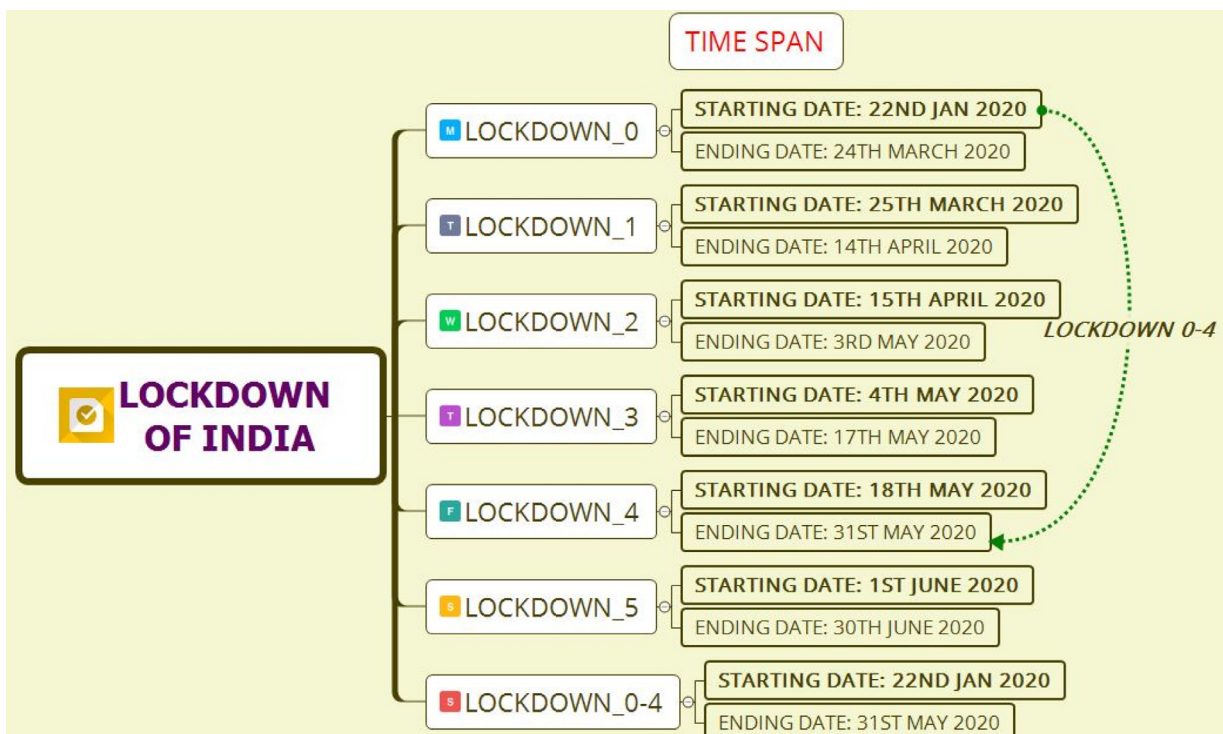 TIME SPAN
M LOCKDOWN_0
STARTING DATE: 22ND JAN 2020
ENDING DATE: 24TH MARCH 2020
T LOCKDOWN_1
STARTING DATE: 25TH MARCH 2020
ENDING DATE: 14TH APRIL 2020
W LOCKDOWN_2
STARTING DATE: 15TH APRIL 2020
ENDING DATE: 3RD MAY 2020
LOCKDOWN 0-4
LOCKDOWN
OF INDIA
T LOCKDOWN_3
STARTING DATE: 4TH MAY 2020
ENDING DATE: 17TH MAY 2020
F LOCKDOWN_4
STARTING DATE: 18TH MAY 2020
ENDING DATE: 31ST MAY 2020
S LOCKDOWN_5
STARTING DATE: 1ST JUNE 2020
ENDING DATE: 30TH JUNE 2020
S LOCKDOWN_0-4
STARTING DATE: 22ND JAN 2020
ENDING DATE: 31ST MAY 2020